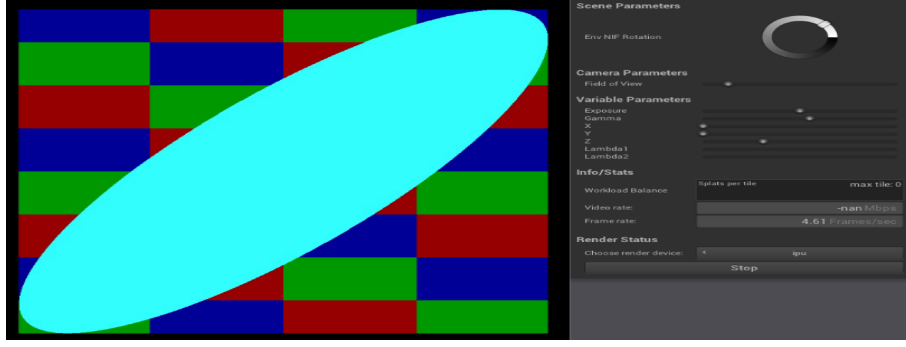 Scene Parameters
Env NIF Rotation
Camera Parameters
Field of View
Variable Parameters
Exposure
Gamma
X
Y
Z
Lambda1
Lambda2
Info/Stats
Workload Balance
Splats per tile max tile: 0
Video rate: -nan Mbps
Frame rate: 4.61 Frames/sec
Render Status
Choose render device: ipu
Stop